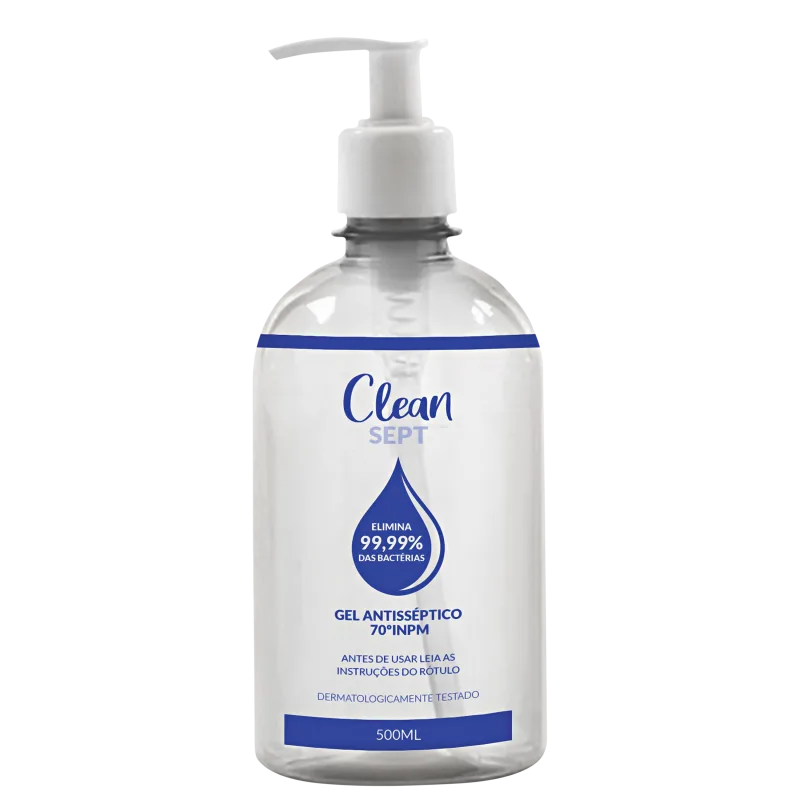 Clean
SEPT
ELIMINA
99,99%
DAS BACTÉRIAS
GEL ANTISSÉPTICO
70°INPM
ANTES DE USAR LEIA AS
INSTRUÇÕES DO RÓTULO
DERMATOLOGICAMENTE TESTADO
500ML